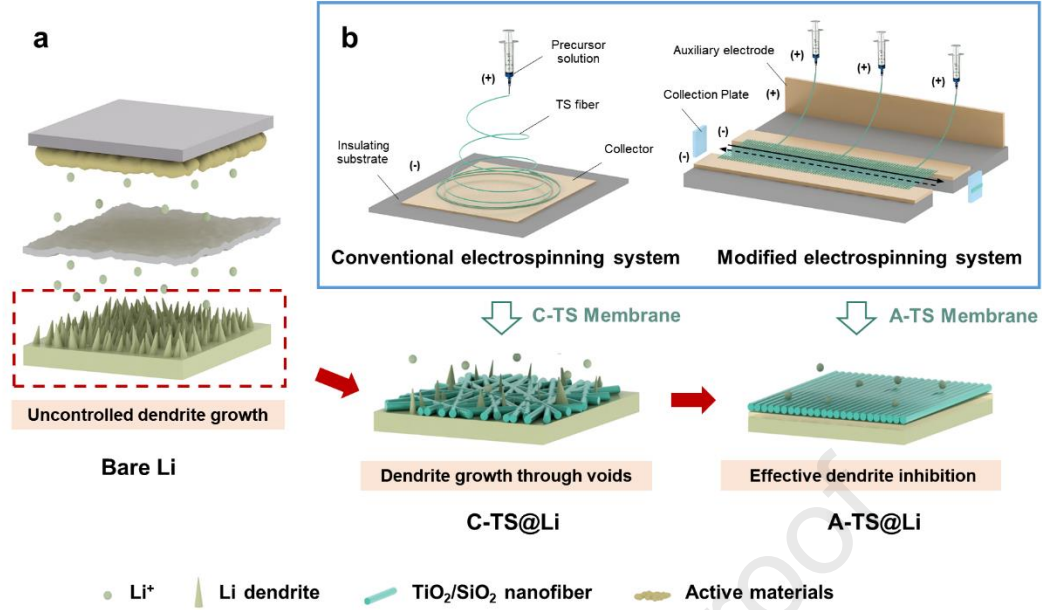 a
b
Precursor
solution
(+)
TS fiber
Insulating
substrate
(-)
Collector
Conventional electrospinning system
Auxiliary electrode
(+)
(+)
(+)
(+)
Collection Plate
(-)
(-)
Modified electrospinning system
C-TS Membrane
A-TS Membrane
Uncontrolled dendrite growth
Bare Li
Dendrite growth through voids
C-TS@Li
Effective dendrite inhibition
A-TS@Li
Li⁺
Li dendrite
TiO₂/SiO₂ nanofiber
Active materials
oof